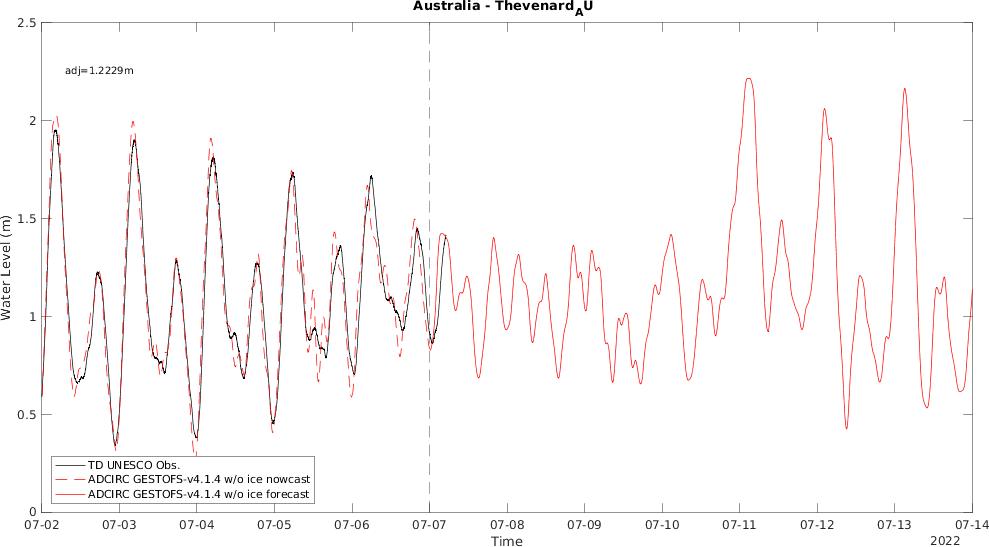 Australia - Thevenard_AU
adj=1.2229m
Water Level (m)
2.5
2
1.5
1
0.5
0
TD UNESCO Obs.
ADCIRC GESTOFS-v4.1.4 w/o ice nowcast
ADCIRC GESTOFS-v4.1.4 w/o ice forecast
07-02 07-03 07-04 07-05 07-06 07-07 07-08 07-09 07-10 07-11 07-12 07-13 07-14
Time
2022